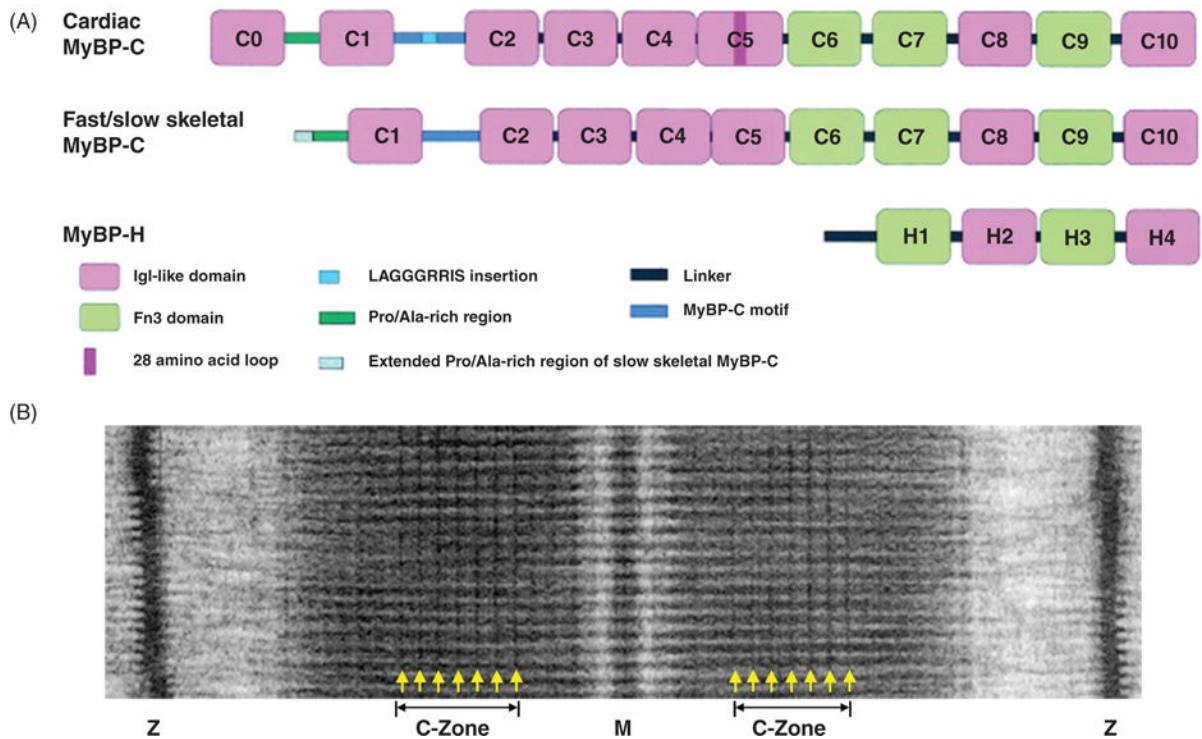 (A)
Cardiac
MyBP-C
C0 C1 C2 C3 C4 C5 C6 C7 C8 C9 C10
Fast/slow skeletal
MyBP-C
C1 C2 C3 C4 C5 C6 C7 C8 C9 C10
MyBP-H
H1 H2 H3 H4
IgI-like domain
LAGGGRRIS insertion
Linker
Fn3 domain
Pro/Ala-rich region
MyBP-C motif
28 amino acid loop
Extended Pro/Ala-rich region of slow skeletal MyBP-C
(B)
Z C-Zone M C-Zone Z